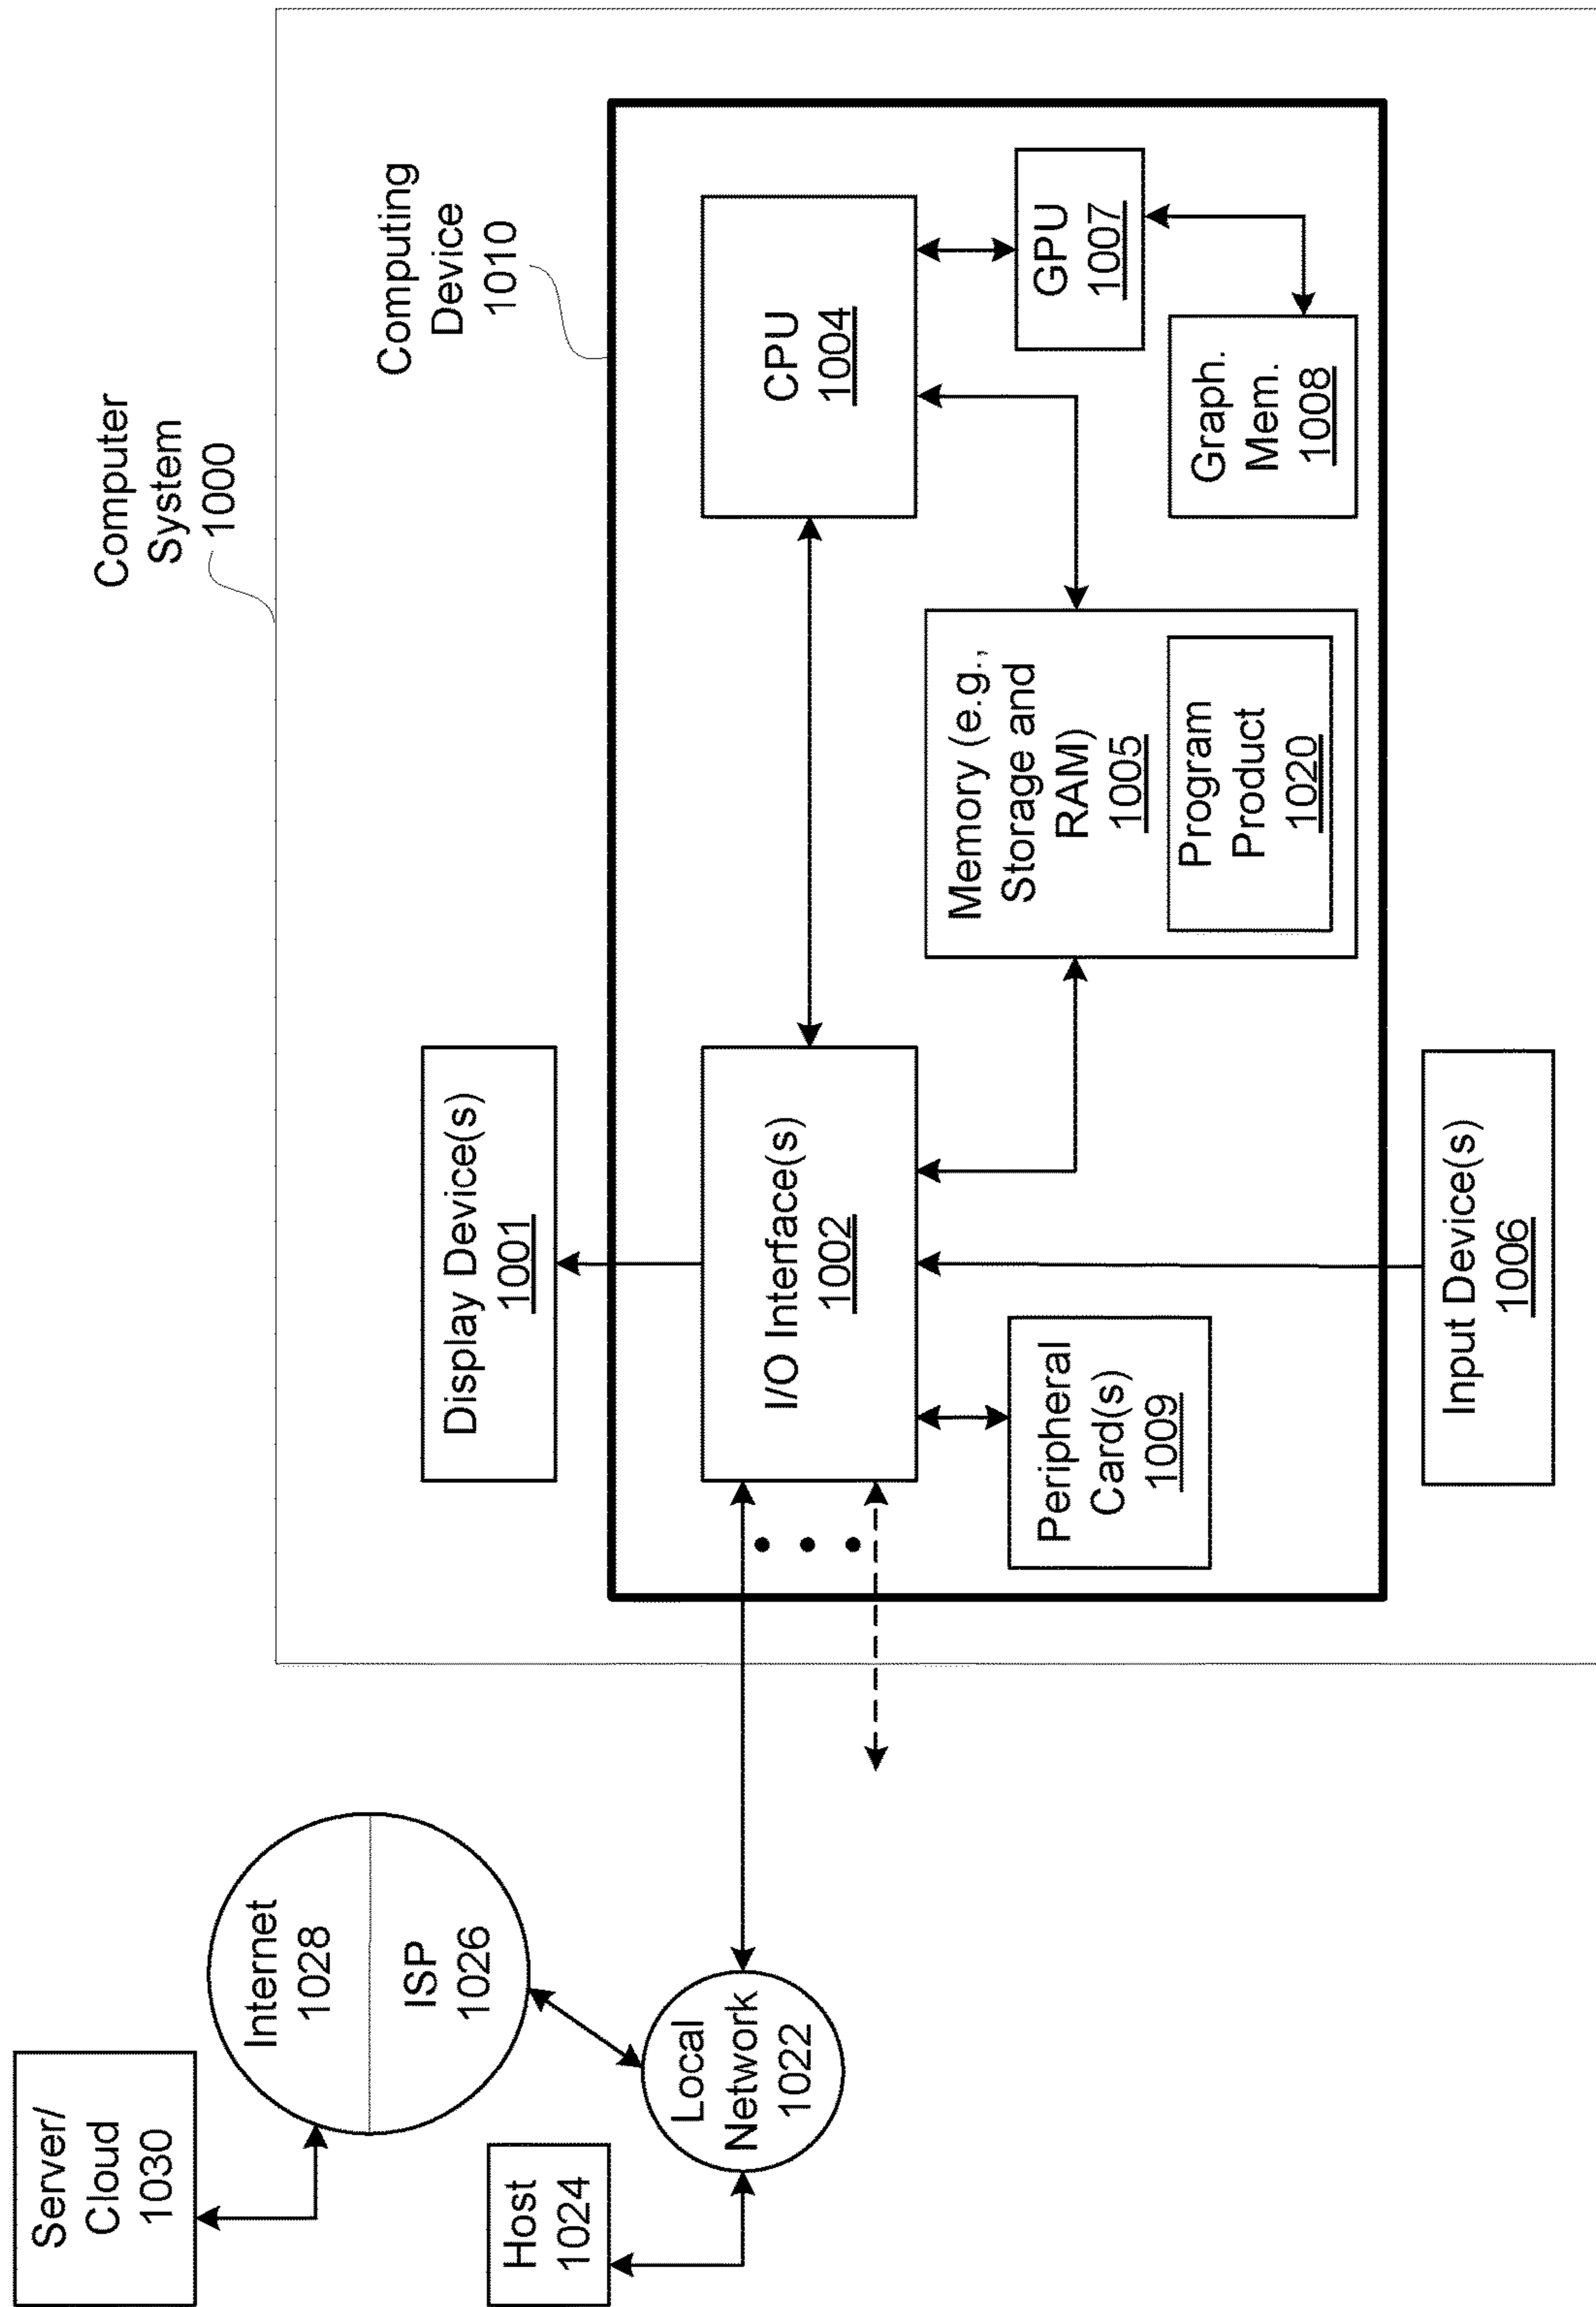 Server/
Cloud
1030
Internet
1028
ISP
1026
Host
1024
Local
Network
1022
Computer
System
1000
Computing
Device
1010
Display Device(s)
1001
I/O Interface(s)
1002
CPU
1004
Peripheral
Card(s)
1009
Memory (e.g.,
Storage and
RAM)
1005
Program
Product
1020
GPU
1007
Graph.
Mem.
1008
Input Device(s)
1006